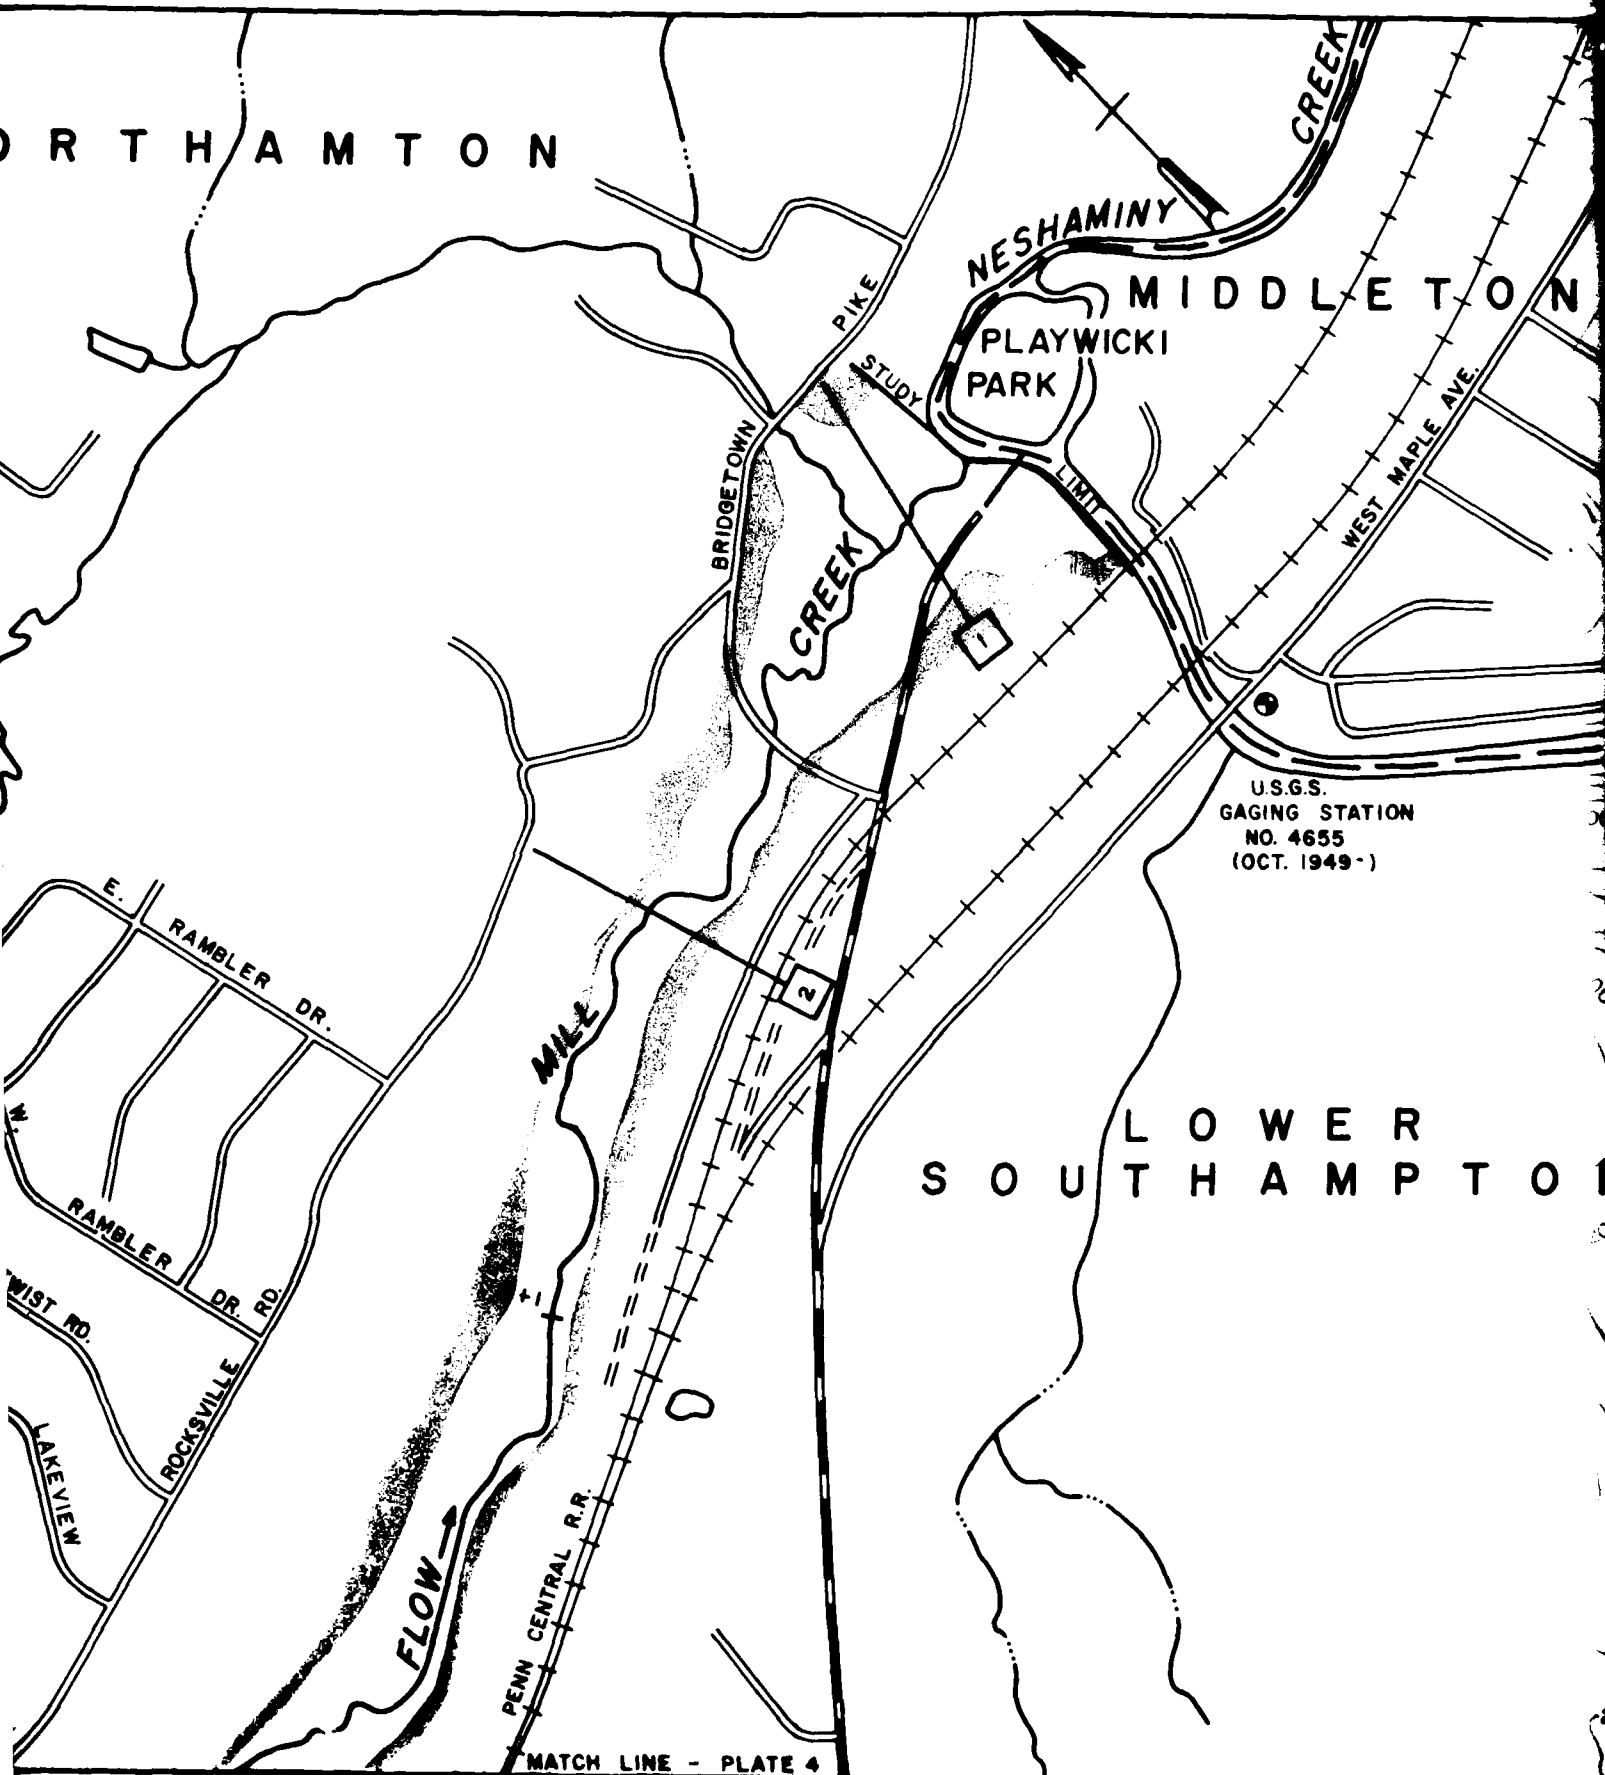 CREEK
ORTHAMTON
NESHAMINY
MIDDLETON
PIKE
PLAYWICKI
PARK
STUDY
LIMIT
BRIDGETOWN
WEST MAPLE AVE.
CREEK
1
U.S.G.S.
GAGING STATION
NO. 4655
(OCT. 1949-)
E. RAMBLER DR.
2
MILL
W. RAMBLER DR.
LOWER
SOUTHAMPTO
RD.
TWIST RD.
+1
ROCKSVILLE
LAKEVIEW
FLOW
PENN CENTRAL R.R.
MATCH LINE - PLATE 4